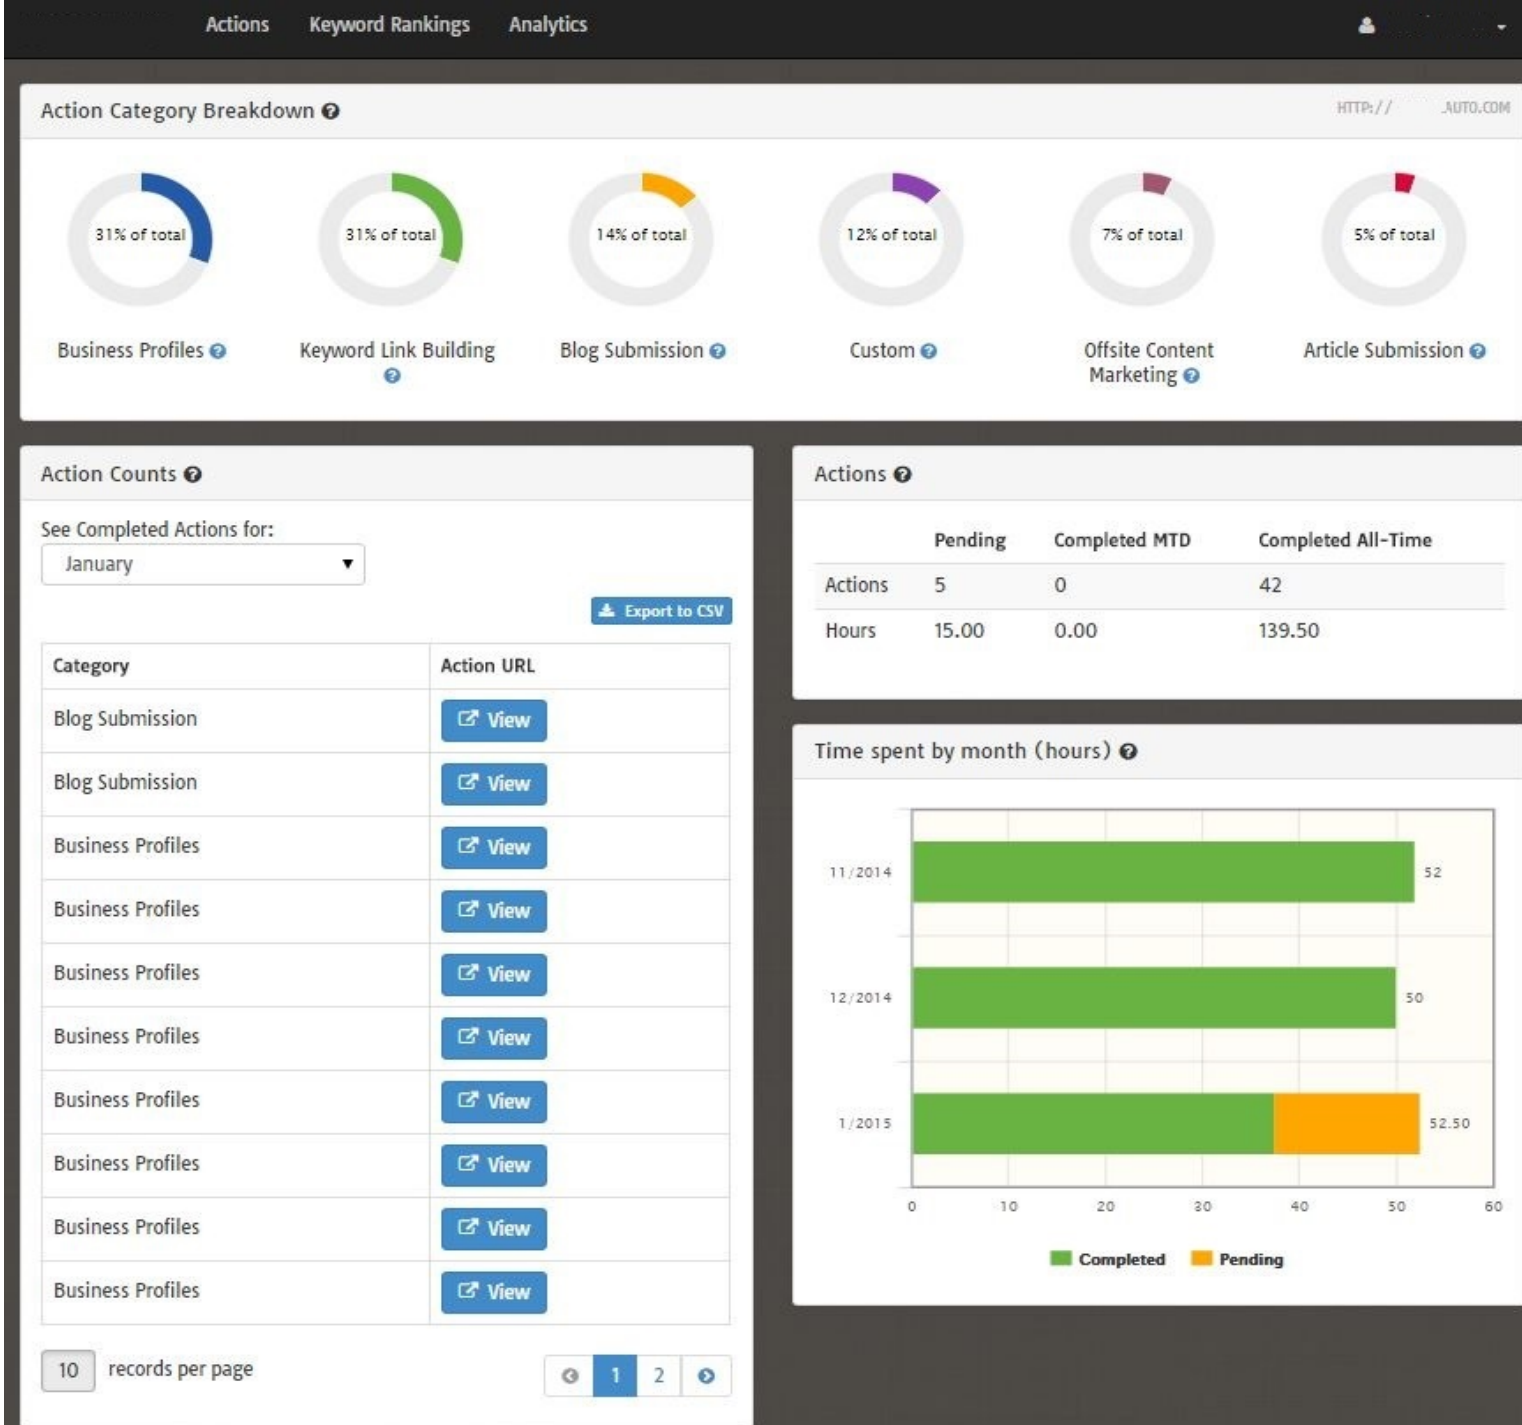 Actions Keyword Rankings Analytics
Action Category Breakdown
HTTP:// .AUTO.COM
31% of total 31% of total 14% of total 12% of total 7% of total 5% of total
Business Profiles Keyword Link Building Blog Submission Custom Offsite Content Article Submission
Marketing
Action Counts
See Completed Actions for:
January
Export to CSV
Category Action URL
Blog Submission View
Blog Submission View
Business Profiles View
Business Profiles View
Business Profiles View
Business Profiles View
Business Profiles View
Business Profiles View
Business Profiles View
Business Profiles View
10 records per page
1 2
Actions
Pending Completed MTD Completed All-Time
Actions 5 0 42
Hours 15.00 0.00 139.50
Time spent by month (hours)
11/2014 52
12/2014 50
1/2015 52.50
0 10 20 30 40 50 60
Completed Pending